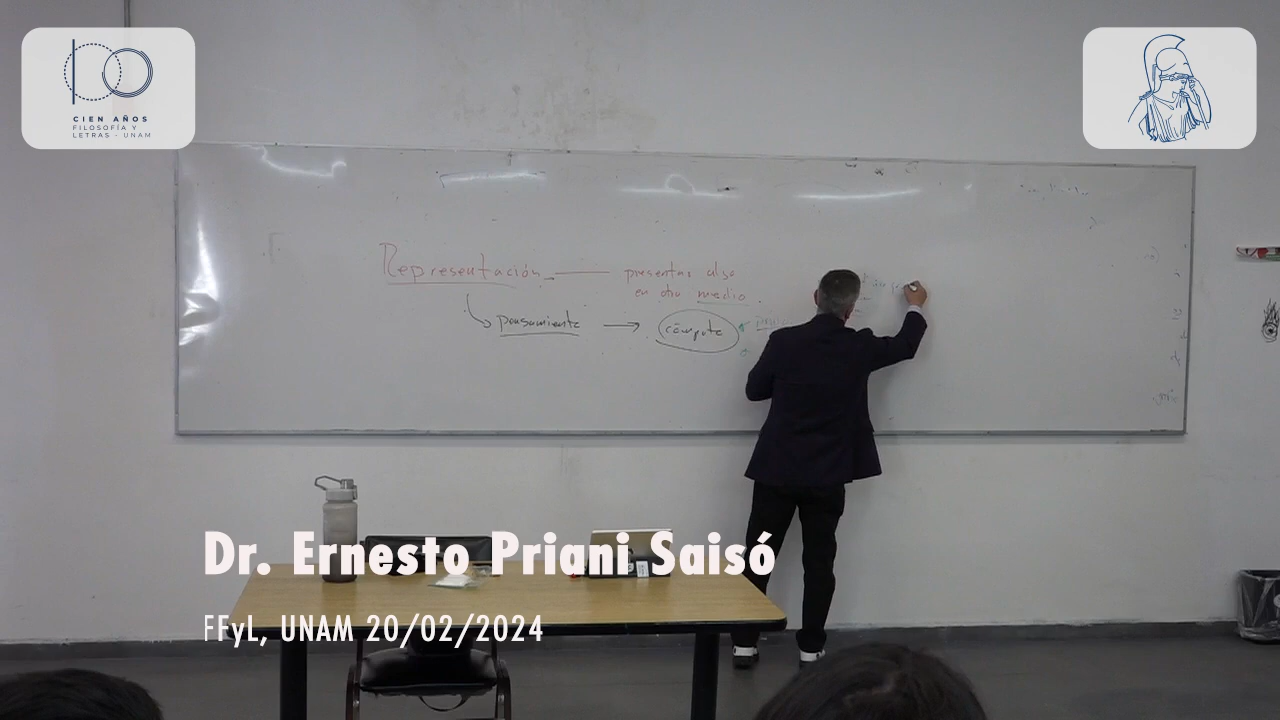 CIEN AÑOS
FILOSOFÍA Y
LETRAS - UNAM
Representación
presentar algo
en otro medio.
pensamiento
cómputo
Dr. Ernesto Priani Saisó
FFyL, UNAM 20/02/2024